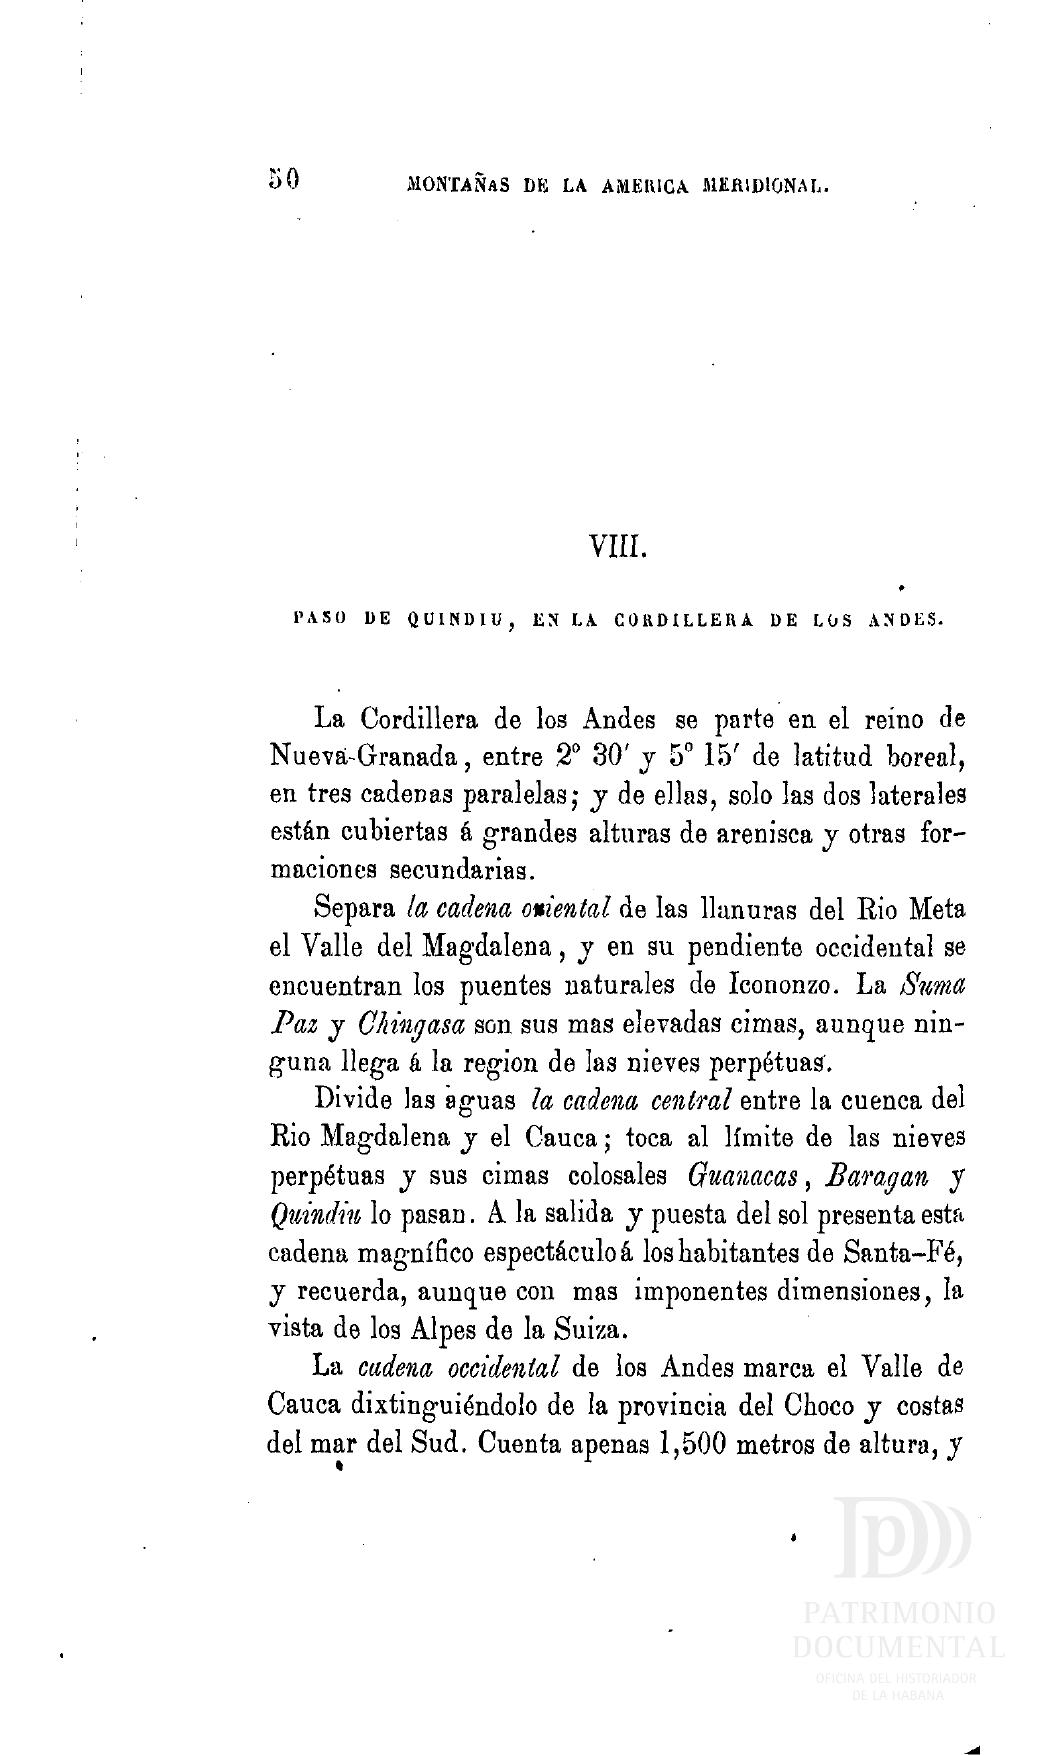 50 MONTAÑAS DE LA AMERICA MERIDIONAL.
VIII.
PASO DE QUINDIU, EN LA CORDILLERA DE LOS ANDES.
La Cordillera de los Andes se parte en el reino de
Nueva-Granada, entre 2° 30′ y 5° 15′ de latitud boreal,
en tres cadenas paralelas; y de ellas, solo las dos laterales
están cubiertas á grandes alturas de arenisca y otras for-
maciones secundarias.
Separa la cadena oriental de las llanuras del Rio Meta
el Valle del Magdalena, y en su pendiente occidental se
encuentran los puentes naturales de Icononzo. La Suma
Paz y Chingasa son sus mas elevadas cimas, aunque nin-
guna llega á la region de las nieves perpétuas.
Divide las aguas la cadena central entre la cuenca del
Rio Magdalena y el Cauca; toca al límite de las nieves
perpétuas y sus cimas colosales Guanacas, Baragan y
Quindiu lo pasan. A la salida y puesta del sol presenta esta
cadena magnífico espectáculo á los habitantes de Santa-Fé,
y recuerda, aunque con mas imponentes dimensiones, la
vista de los Alpes de la Suiza.
La cadena occidental de los Andes marca el Valle de
Cauca dixtinguiéndolo de la provincia del Choco y costas
del mar del Sud. Cuenta apenas 1,500 metros de altura, y
PATRIMONIO
DOCUMENTAL
OFICINA DEL HISTORIADOR
DE LA HABANA